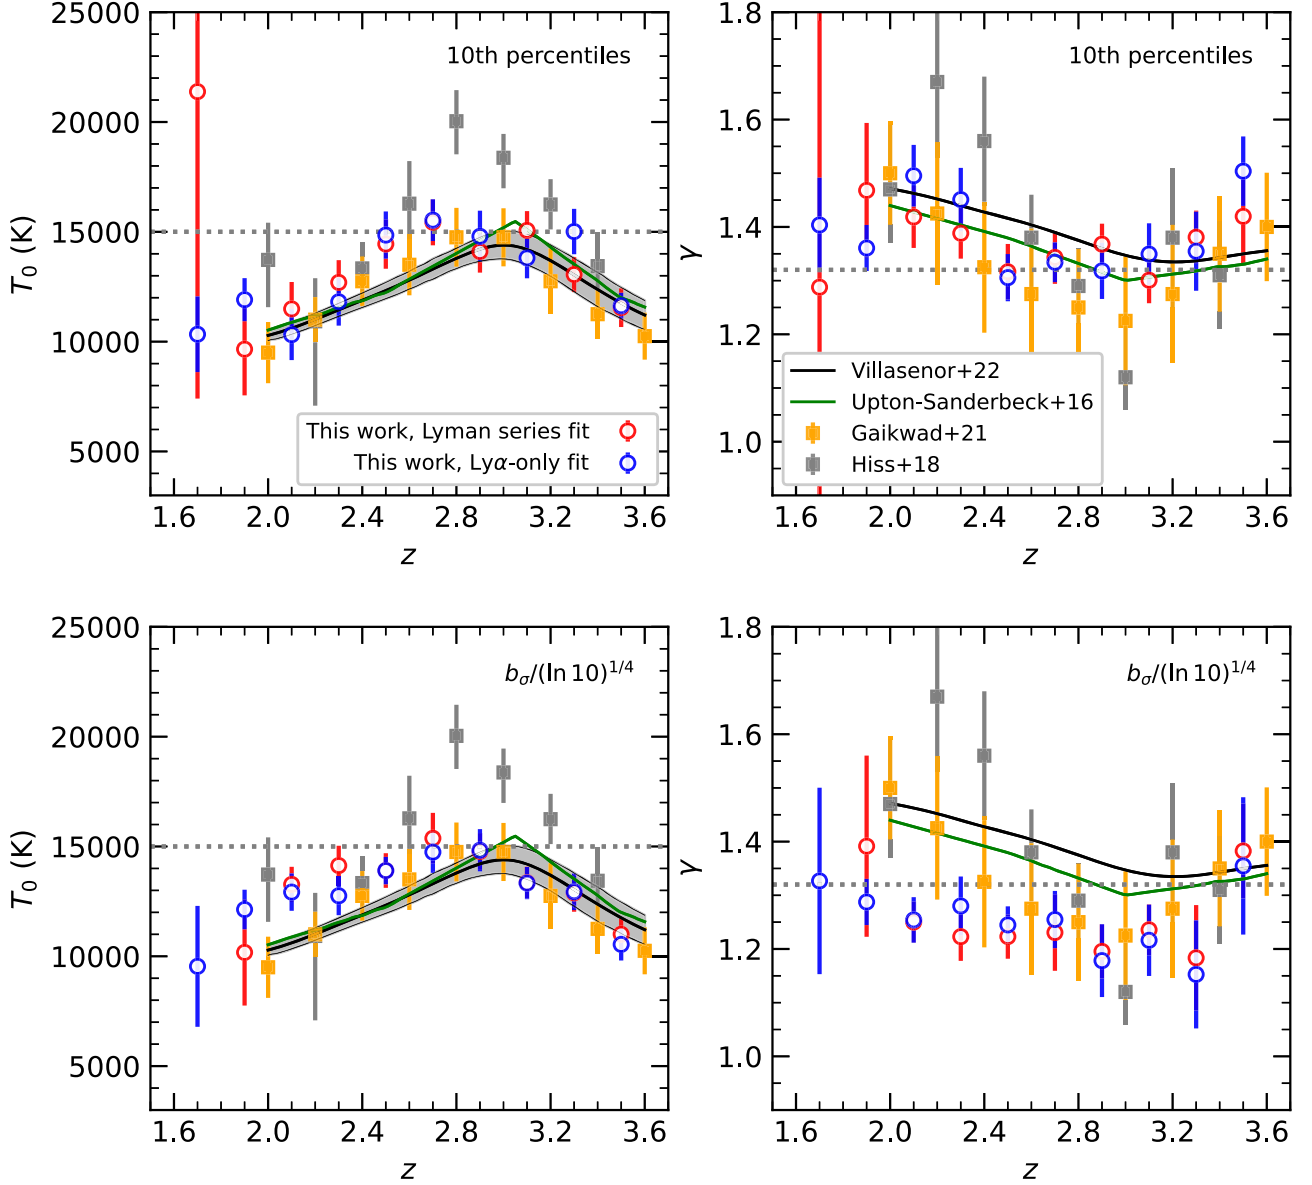 10th percentiles
25000
20000
15000
10000
5000
T₀ (K)
This work, Lyman series fit
This work, Lyα-only fit
1.6 2.0 2.4 2.8 3.2 3.6
z
10th percentiles
1.8
1.6
1.4
1.2
1.0
γ
Villasenor+22
Upton-Sanderbeck+16
Gaikwad+21
Hiss+18
1.6 2.0 2.4 2.8 3.2 3.6
z
b_σ/(ln 10)^{1/4}
25000
20000
15000
10000
5000
T₀ (K)
1.6 2.0 2.4 2.8 3.2 3.6
z
b_σ/(ln 10)^{1/4}
1.8
1.6
1.4
1.2
1.0
γ
1.6 2.0 2.4 2.8 3.2 3.6
z